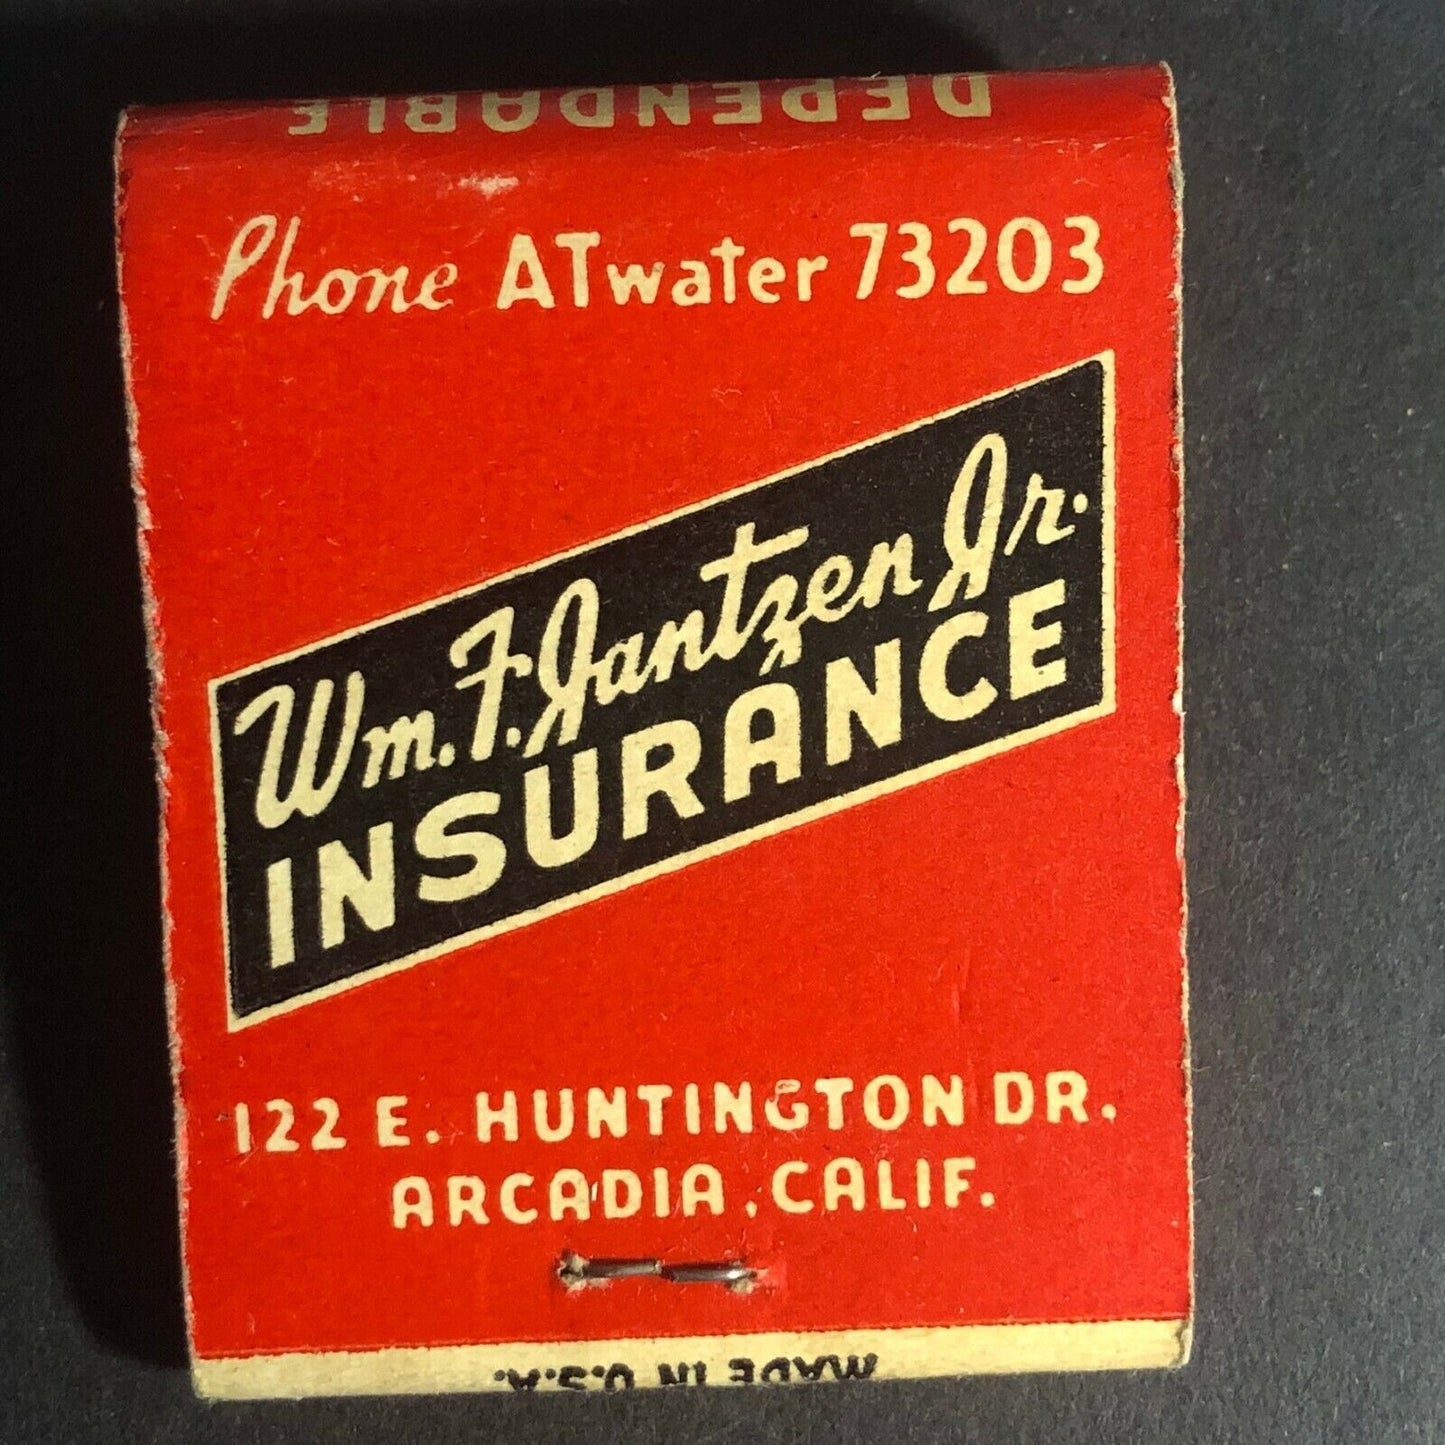 DEPENDABLE
Phone ATwater 73203
Wm. F. Jantzen Jr.
INSURANCE
122 E. HUNTINGTON DR.
ARCADIA, CALIF.
MADE IN U.S.A.